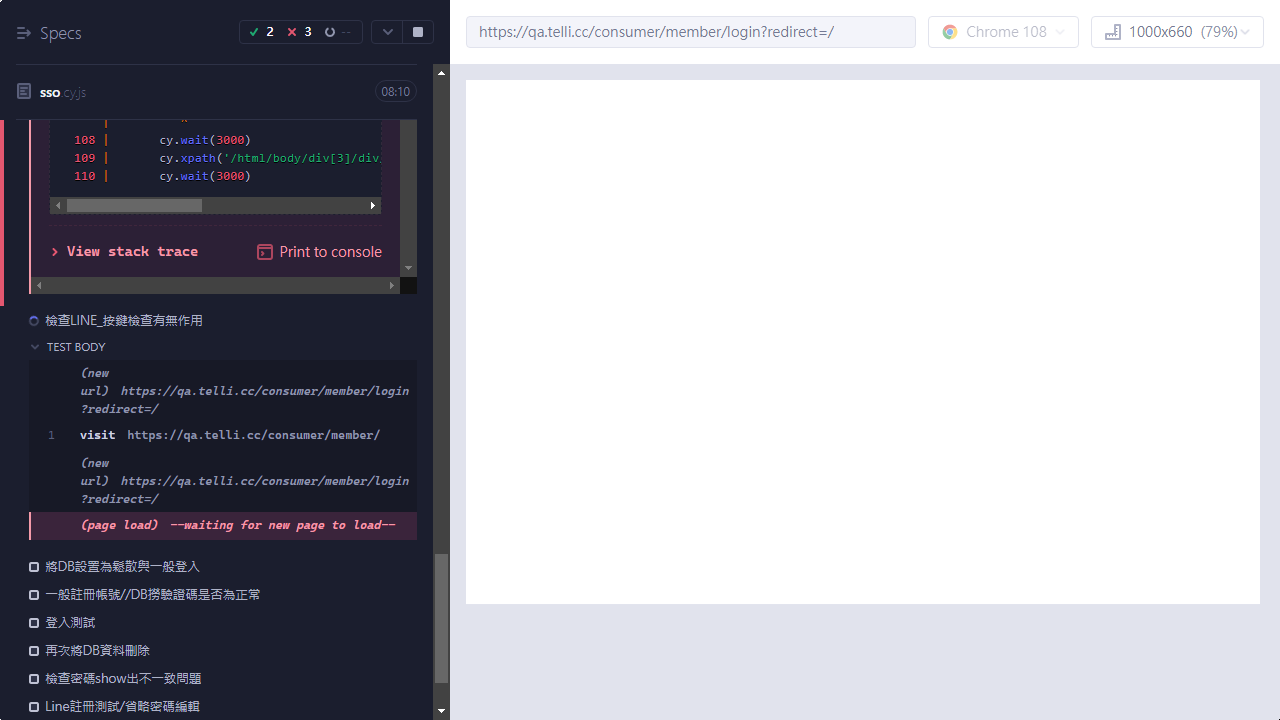 Specs
2 3 --
sso.cy.js
08:10
108 | cy.wait(3000)
109 | cy.xpath('/html/body/div[3]/div
110 | cy.wait(3000)
View stack trace
Print to console
檢查LINE_按鍵檢查有無作用
TEST BODY
(new
url) https://qa.telli.cc/consumer/member/login
?redirect=/
1 visit https://qa.telli.cc/consumer/member/
(new
url) https://qa.telli.cc/consumer/member/login
?redirect=/
(page load) --waiting for new page to load--
將DB設置為鬆散與一般登入
一般註冊帳號//DB撈驗證碼是否為正常
登入測試
再次將DB資料刪除
檢查密碼show出不一致問題
Line註冊測試/省略密碼編輯
https://qa.telli.cc/consumer/member/login?redirect=/
Chrome 108
1000x660 (79%)